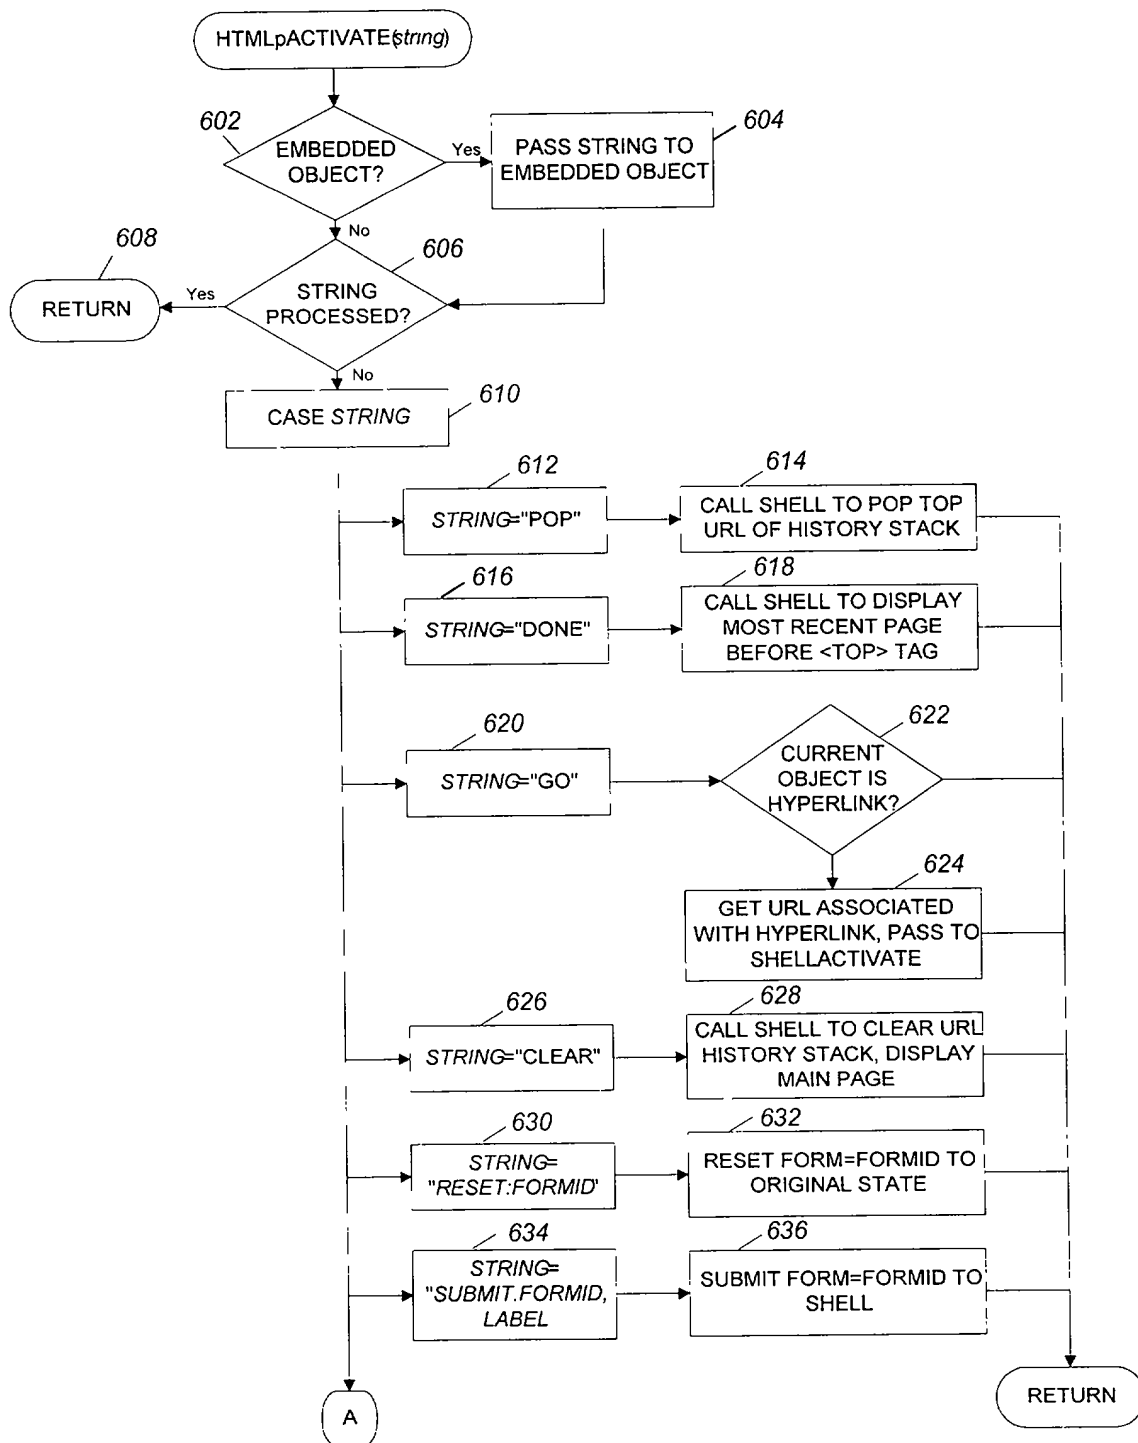 HTMLpACTIVATE(string)
602
EMBEDDED
OBJECT?
Yes
PASS STRING TO
EMBEDDED OBJECT
604
No
608
RETURN
Yes
606
STRING
PROCESSED?
No
CASE STRING
610
612
STRING="POP"
614
CALL SHELL TO POP TOP
URL OF HISTORY STACK
616
STRING="DONE"
618
CALL SHELL TO DISPLAY
MOST RECENT PAGE
BEFORE <TOP> TAG
620
STRING="GO"
622
CURRENT
OBJECT IS
HYPERLINK?
624
GET URL ASSOCIATED
WITH HYPERLINK, PASS TO
SHELLACTIVATE
626
STRING="CLEAR"
628
CALL SHELL TO CLEAR URL
HISTORY STACK, DISPLAY
MAIN PAGE
630
STRING=
"RESET:FORMID'
632
RESET FORM=FORMID TO
ORIGINAL STATE
634
STRING=
"SUBMIT.FORMID,
LABEL
636
SUBMIT FORM=FORMID TO
SHELL
A
RETURN